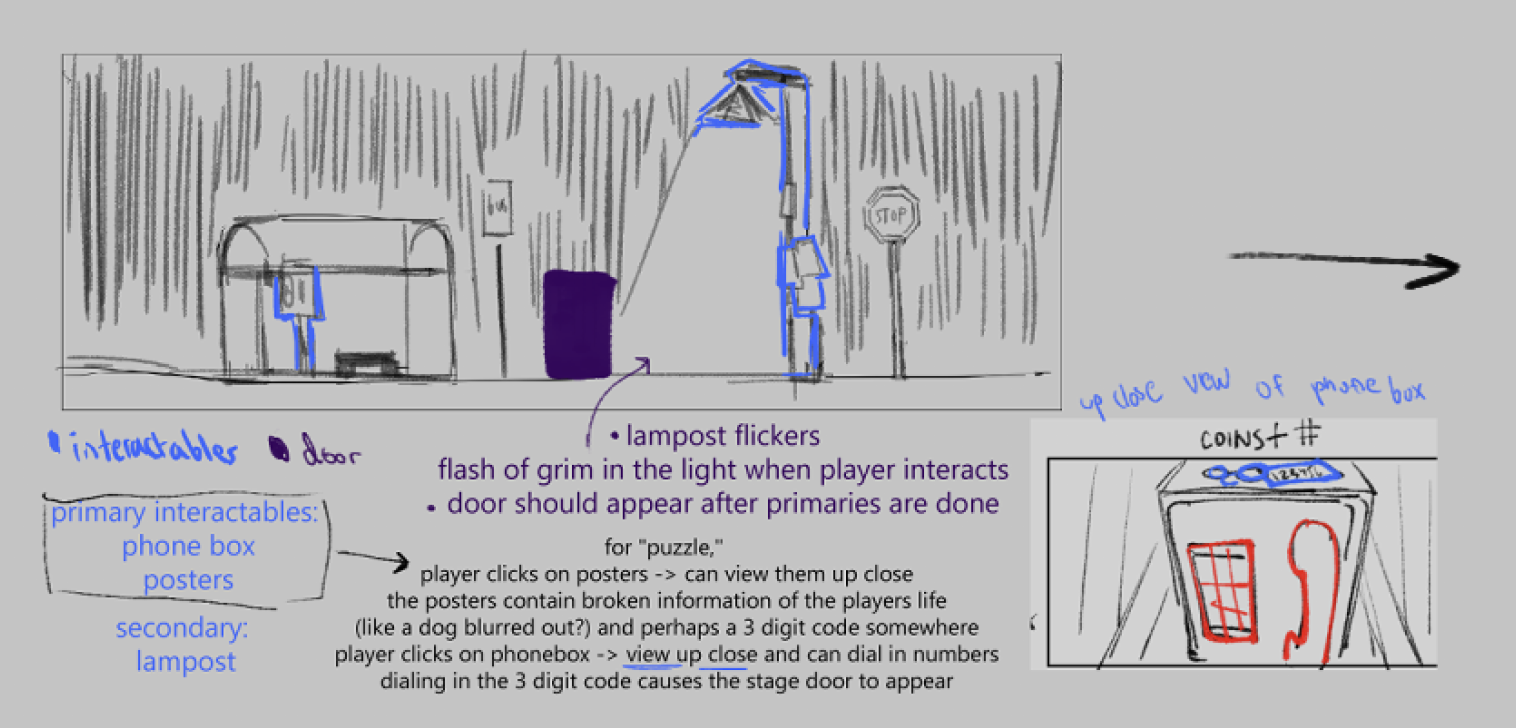 bus
STOP
up close view of phone box
interactables
door
• lampost flickers
flash of grim in the light when player interacts
• door should appear after primaries are done
primary interactables:
phone box
posters
secondary:
lampost
for "puzzle,"
player clicks on posters -> can view them up close
the posters contain broken information of the players life
(like a dog blurred out?) and perhaps a 3 digit code somewhere
player clicks on phonebox -> view up close and can dial in numbers
dialing in the 3 digit code causes the stage door to appear
COINS + #
123456